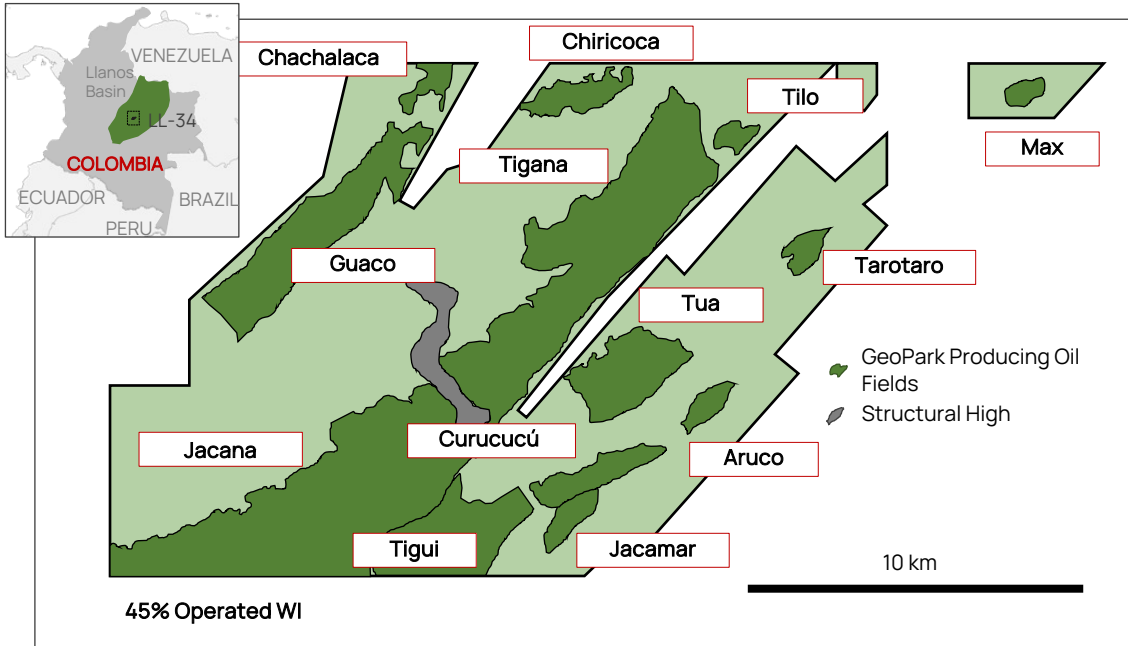 VENEZUELA
Llanos
Basin
LL-34
COLOMBIA
ECUADOR
BRAZIL
PERU
Chachalaca
Chiricoca
Tilo
Max
Tigana
Guaco
Tarotaro
Tua
GeoPark Producing Oil
Fields
Structural High
Curucucú
Jacana
Aruco
Tigui
Jacamar
10 km
45% Operated WI